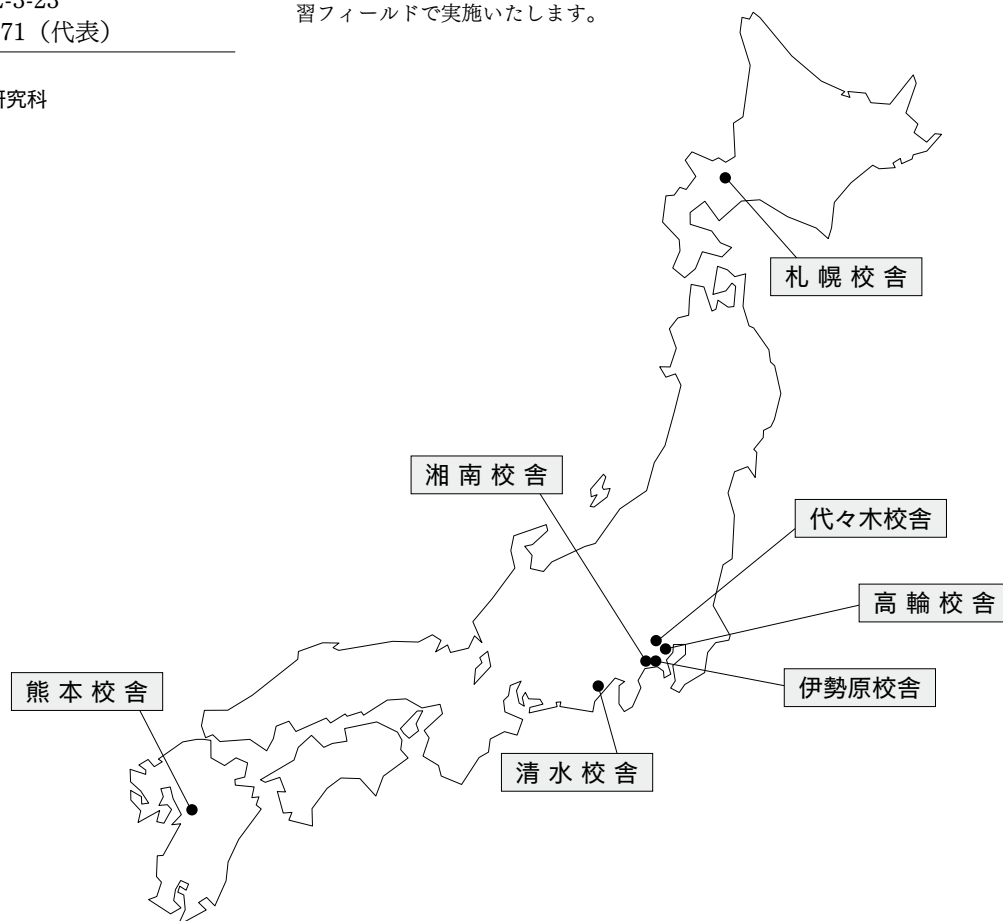 2-3-23
71（代表）
研究科
習フィールドで実施いたします。
札幌校舎
湘南校舎
代々木校舎
高輪校舎
伊勢原校舎
熊本校舎
清水校舎